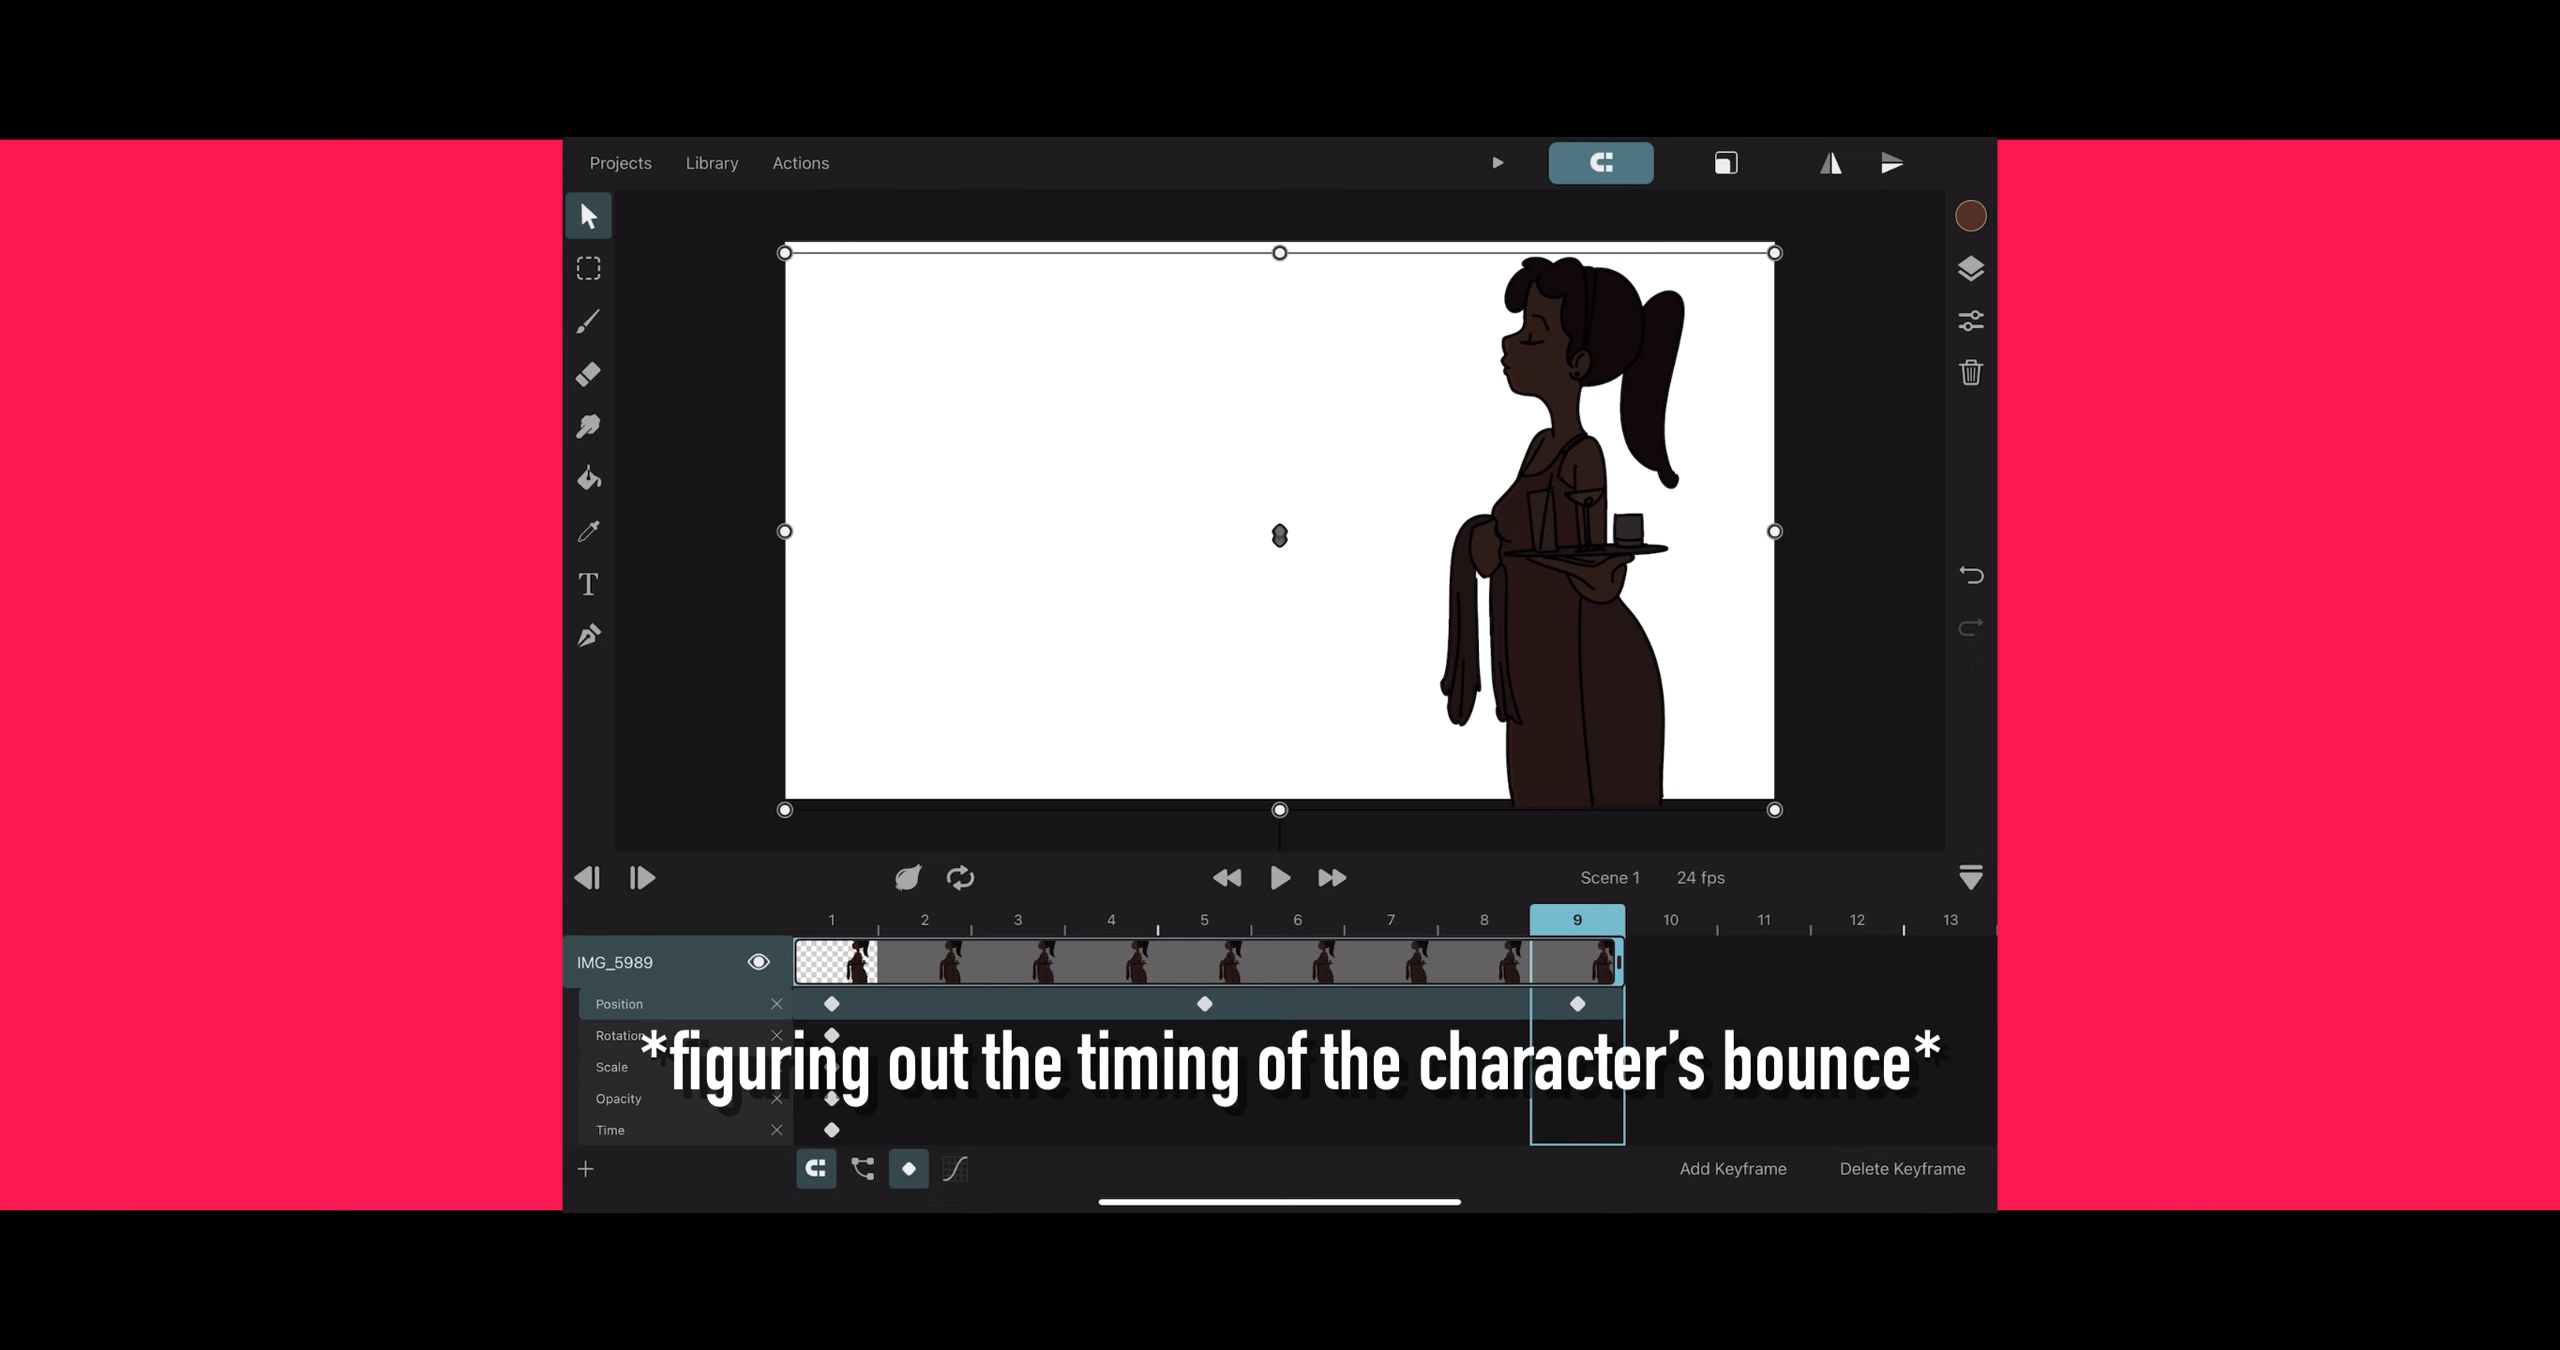 Projects Library Actions
T
Scene 1 24 fps
1 2 3 4 5 6 7 8 9 10 11 12 13
IMG_5989
Position
Rotation
*figuring out the timing of the character’s bounce*
Scale
Opacity
Time
Add Keyframe Delete Keyframe